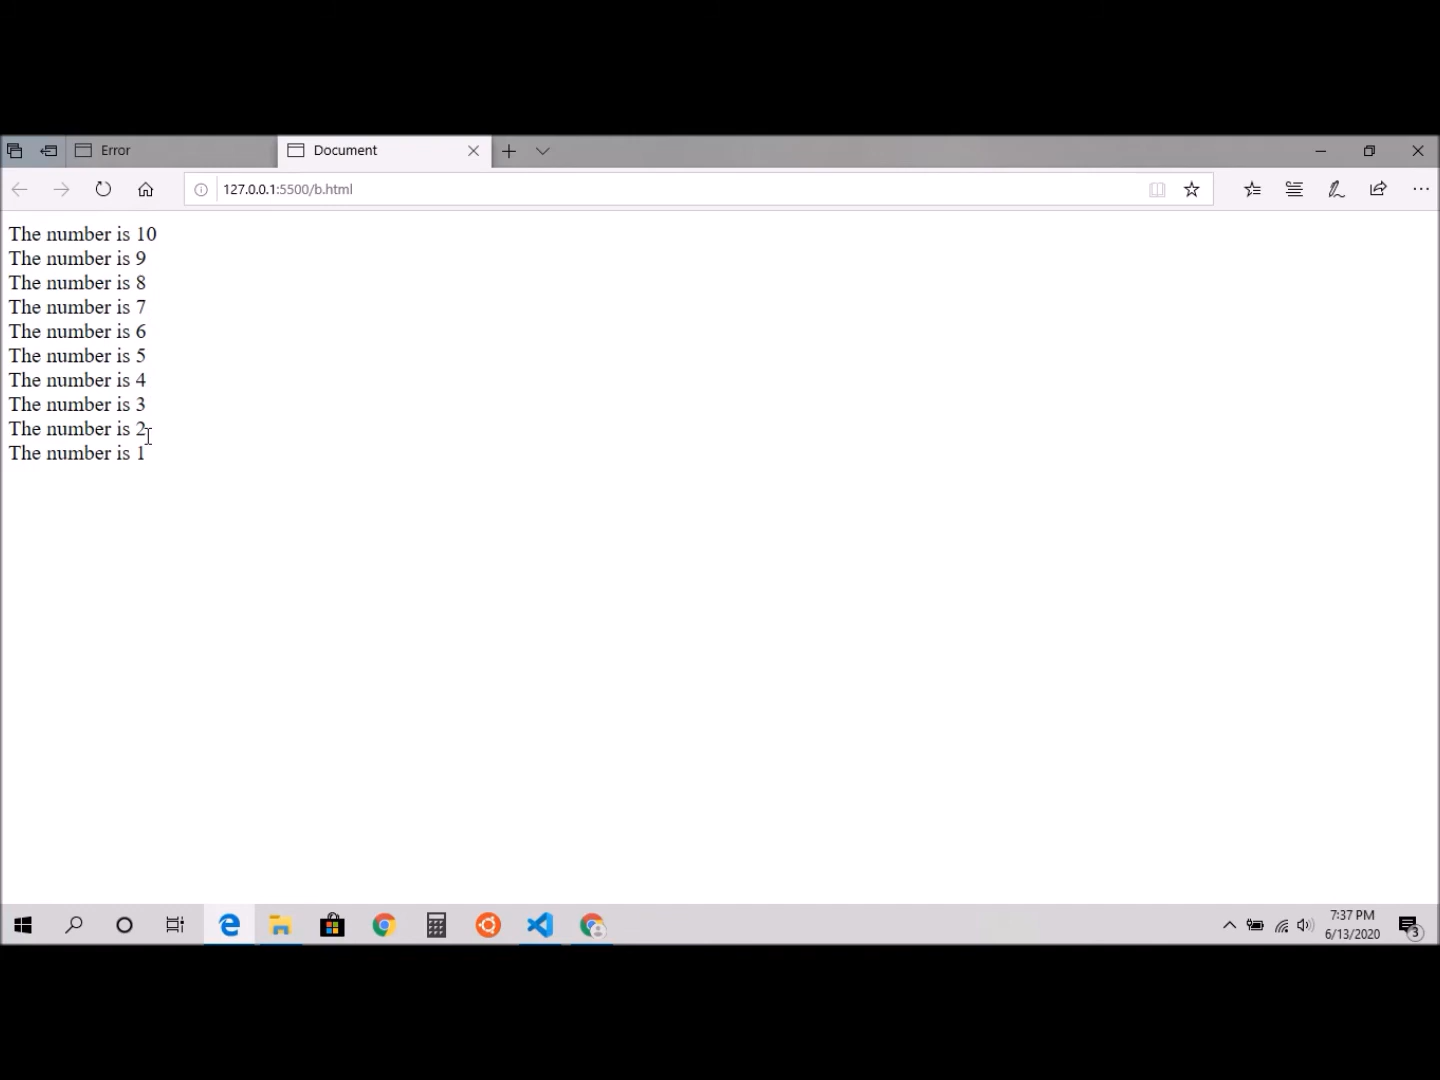 Error
Document
127.0.0.1:5500/b.html
The number is 10
The number is 9
The number is 8
The number is 7
The number is 6
The number is 5
The number is 4
The number is 3
The number is 2
The number is 1
7:37 PM
6/13/2020
3